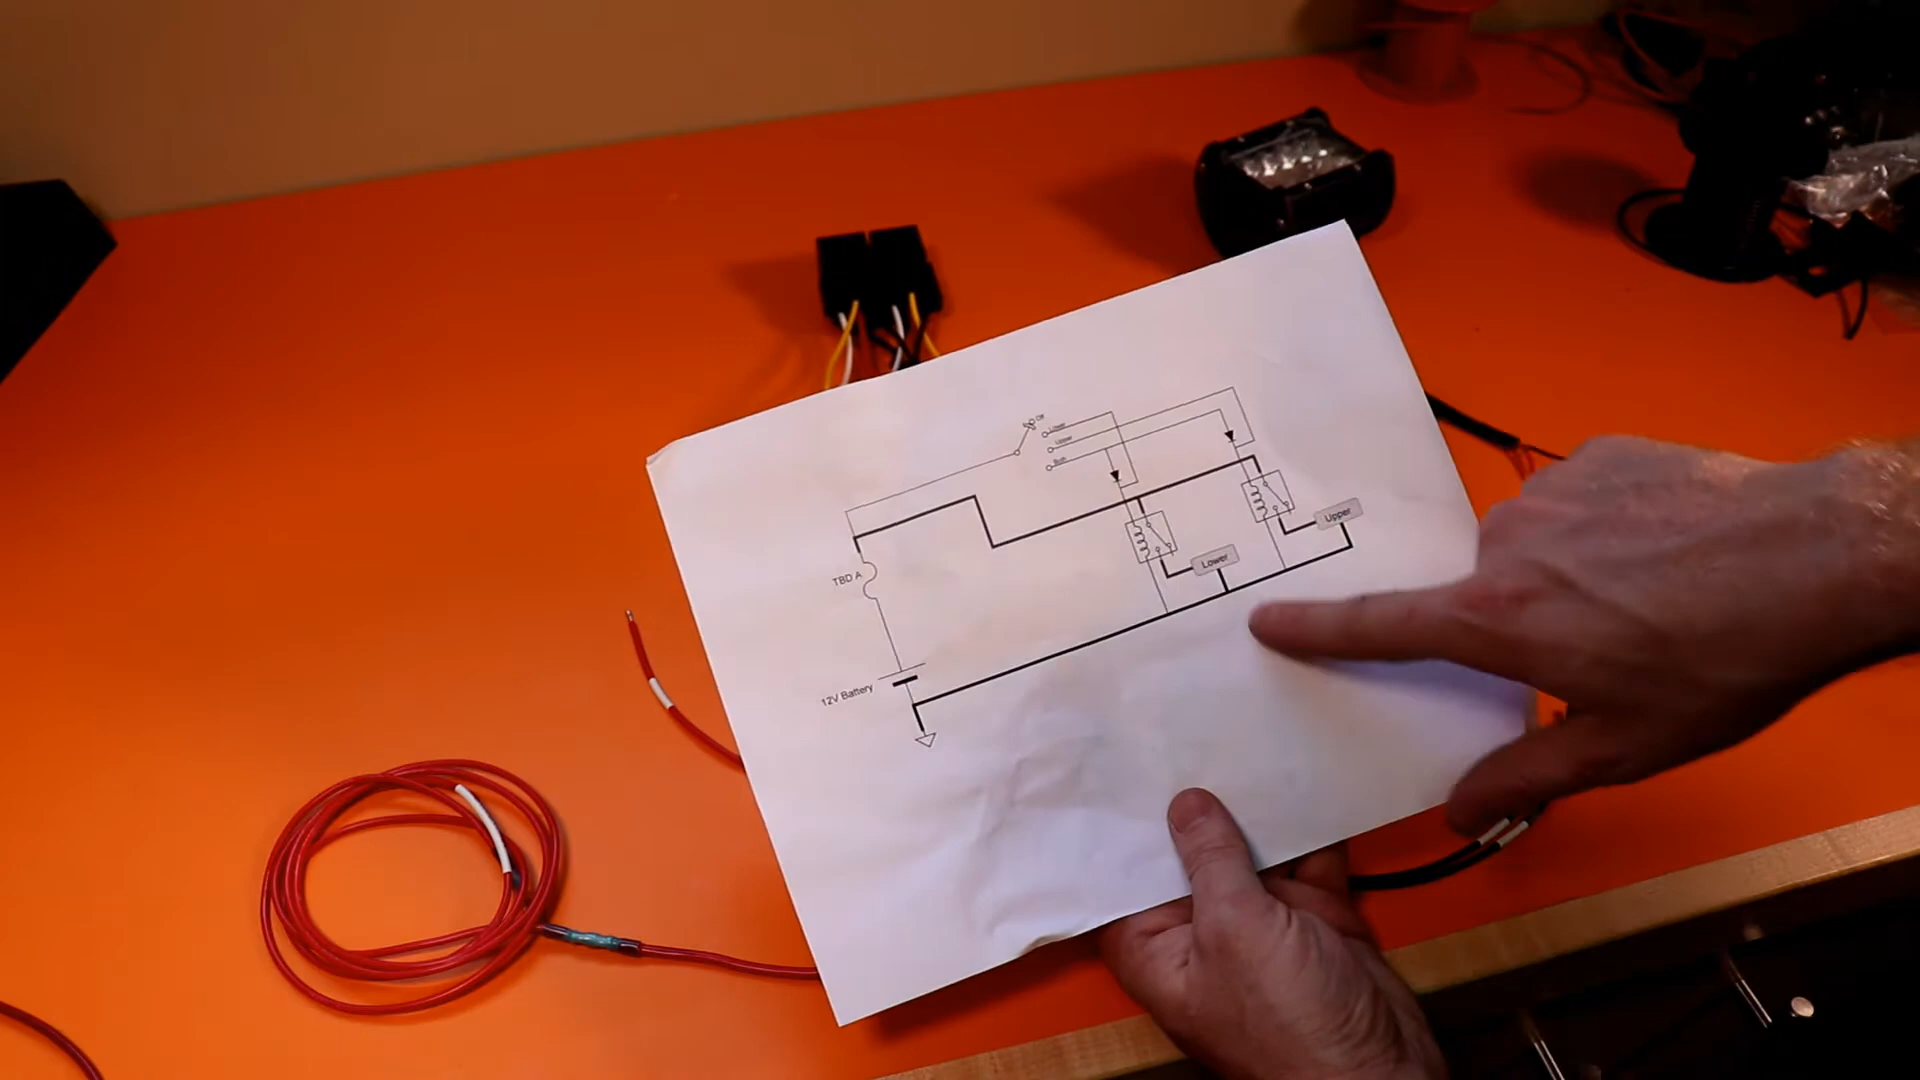 Off
Lower
Upper
Both
Upper
Lower
TBD A
12V Battery